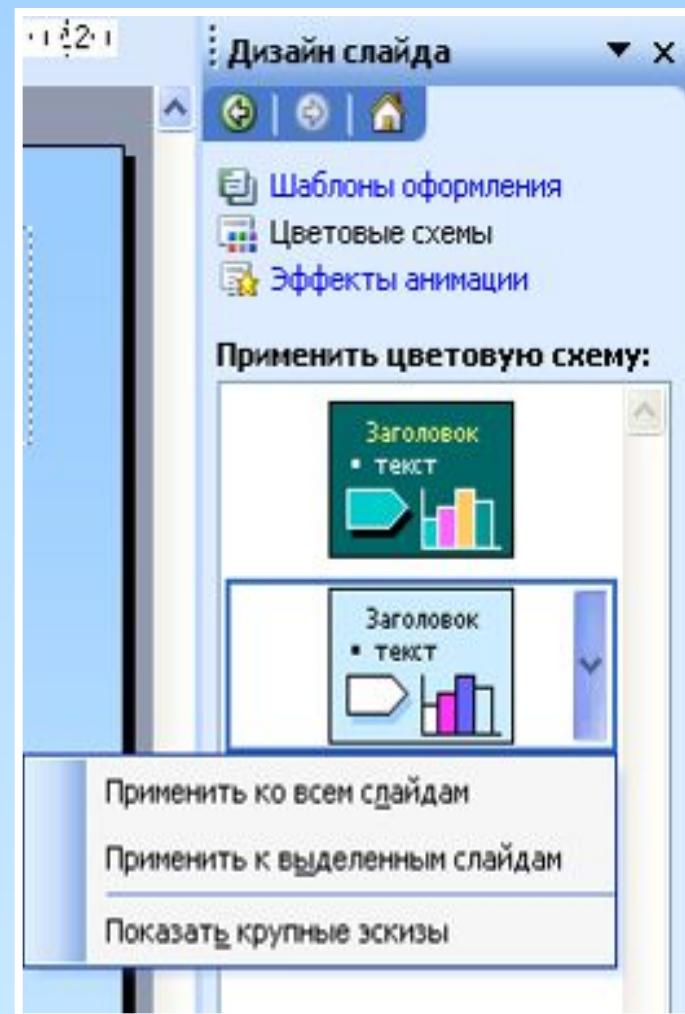 2
Дизайн слайда
Шаблоны оформления
Цветовые схемы
Эффекты анимации
Применить цветовую схему:
Заголовок
▪ текст
Заголовок
▪ текст
Применить ко всем слайдам
Применить к выделенным слайдам
Показать крупные эскизы